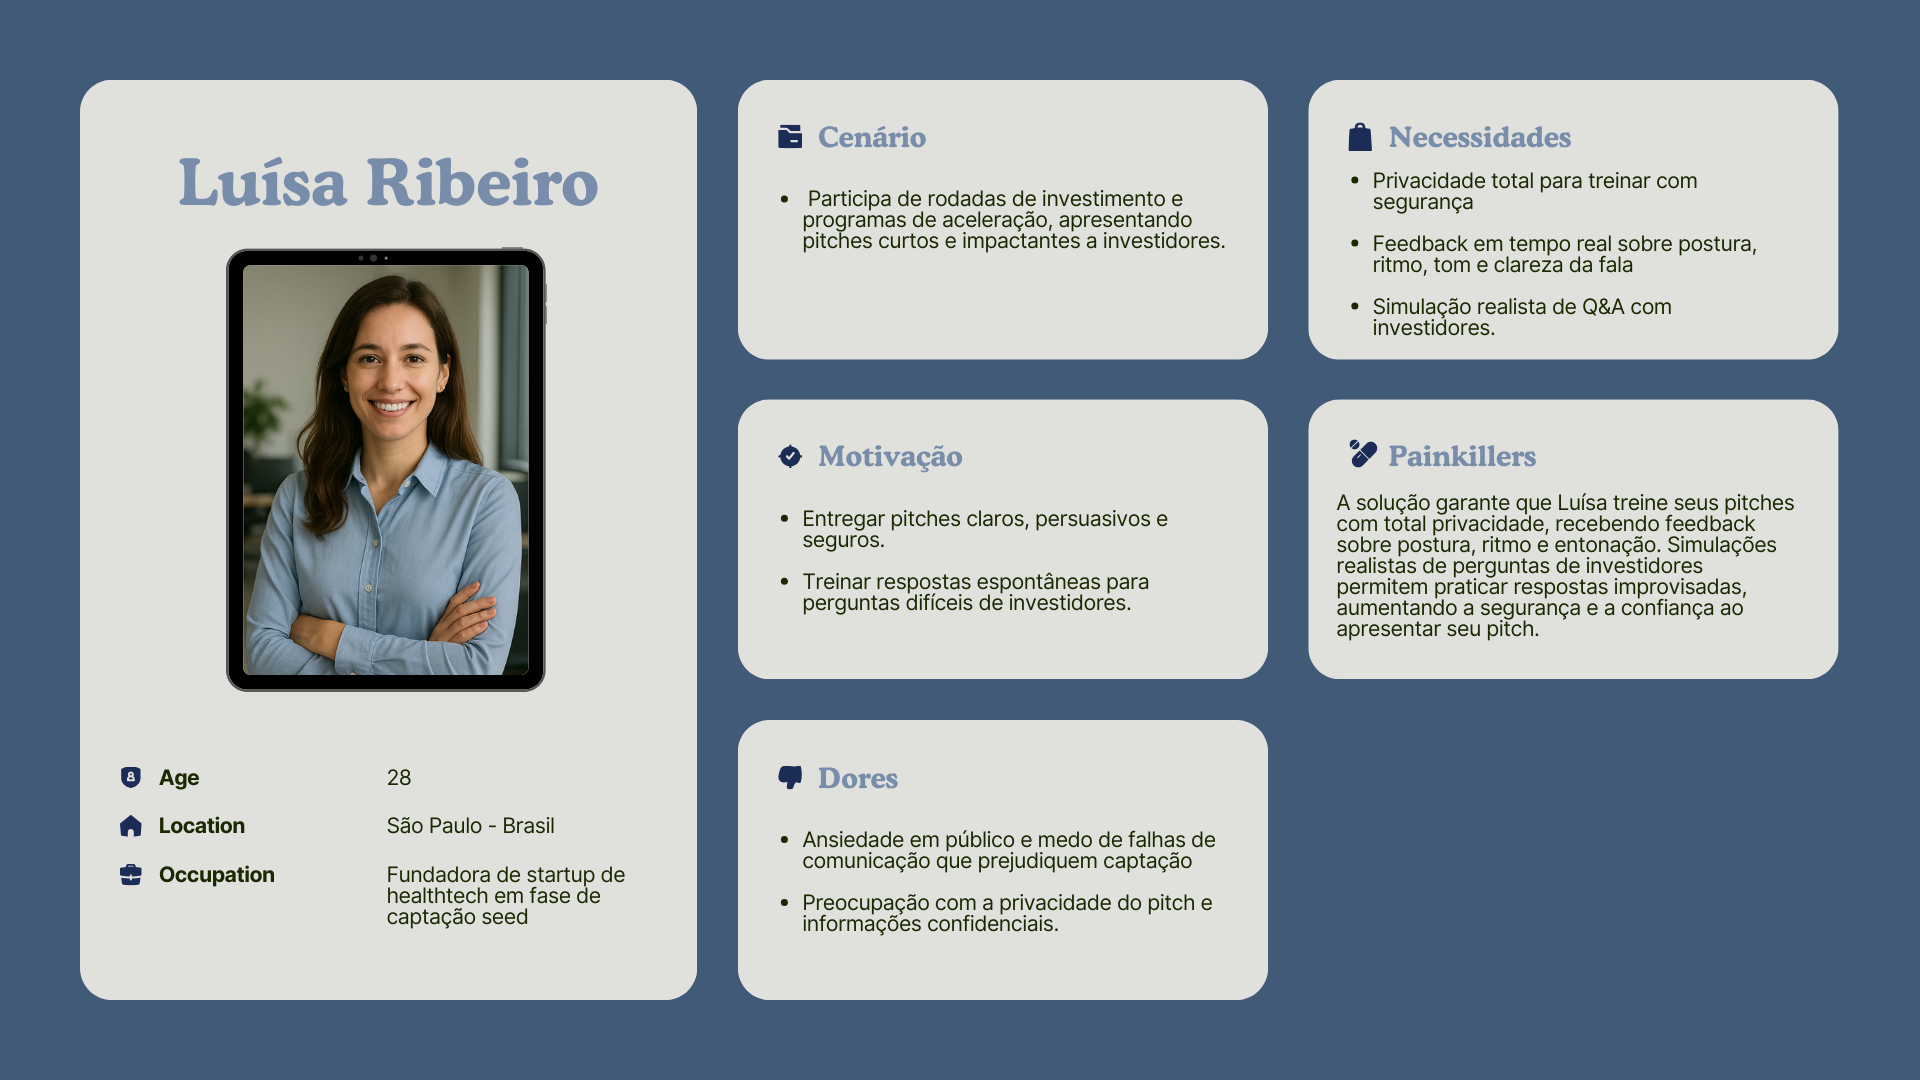 Luísa Ribeiro
Age 28
Location São Paulo - Brasil
Occupation Fundadora de startup de
healthtech em fase de
captação seed
Cenário
• Participa de rodadas de investimento e
programas de aceleração, apresentando
pitches curtos e impactantes a investidores.
Motivação
• Entregar pitches claros, persuasivos e
seguros.
• Treinar respostas espontâneas para
perguntas difíceis de investidores.
Dores
• Ansiedade em público e medo de falhas de
comunicação que prejudiquem captação
• Preocupação com a privacidade do pitch e
informações confidenciais.
Necessidades
• Privacidade total para treinar com
segurança
• Feedback em tempo real sobre postura,
ritmo, tom e clareza da fala
• Simulação realista de Q&A com
investidores.
Painkillers
A solução garante que Luísa treine seus pitches
com total privacidade, recebendo feedback
sobre postura, ritmo e entonação. Simulações
realistas de perguntas de investidores
permitem praticar respostas improvisadas,
aumentando a segurança e a confiança ao
apresentar seu pitch.